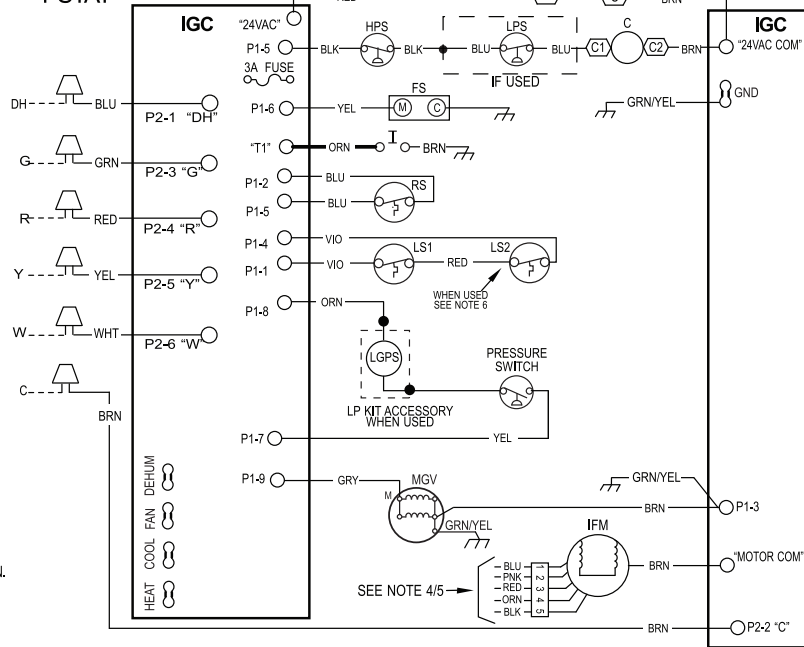 IGC
"24VAC"
P1-5
BLK
HPS
BLK
BLU
LPS
BLU
C1
C
C2
BRN
IF USED
IGC
"24VAC COM"
3A FUSE
P1-6
YEL
FS
M
C
GRN/YEL
GND
DH
BLU
P2-1 "DH"
"T1"
ORN
BRN
G
GRN
P2-3 "G"
P1-2
BLU
RS
P1-5
BLU
R
RED
P2-4 "R"
P1-4
VIO
LS1
LS2
P1-1
VIO
RED
Y
YEL
P2-5 "Y"
WHEN USED
SEE NOTE 6
P1-8
ORN
W
WHT
P2-6 "W"
LGPS
PRESSURE
SWITCH
LP KIT ACCESSORY
WHEN USED
C
BRN
P1-7
YEL
P1-9
GRY
MGV
M
GRN/YEL
GRN/YEL
BRN
P1-3
DEHUM
FAN
COOL
HEAT
IFM
BRN
"MOTOR COM"
SEE NOTE 4/5
BLU
1
PNK
2
RED
3
ORN
4
BLK
5
BRN
P2-2 "C"